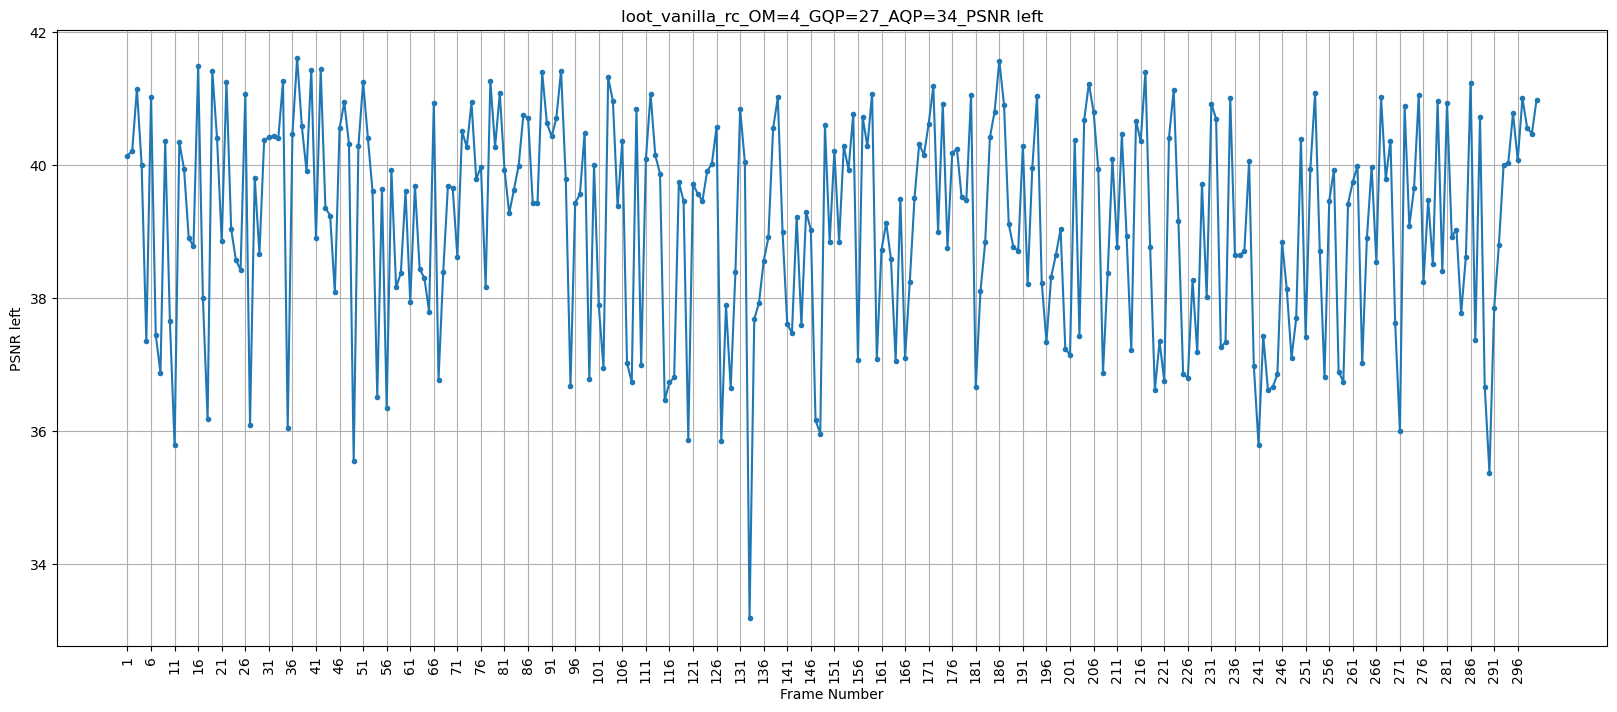 loot_vanilla_rc_OM=4_GQP=27_AQP=34_PSNR left
42
40
38
36
34
PSNR left
1 6 11 16 21 26 31 36 41 46 51 56 61 66 71 76 81 86 91 96 101 106 111 116 121 126 131 136 141 146 151 156 161 166 171 176 181 186 191 196 201 206 211 216 221 226 231 236 241 246 251 256 261 266 271 276 281 286 291 296
Frame Number